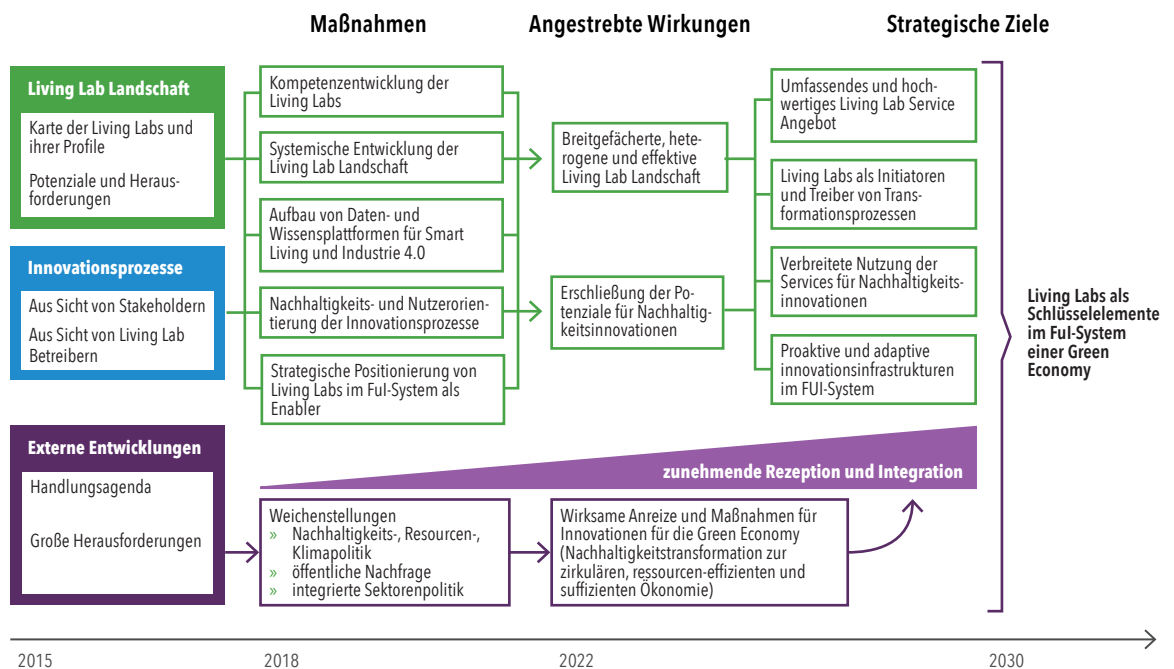 Maßnahmen
Angestrebte Wirkungen
Strategische Ziele
Living Lab Landschaft
Karte der Living Labs und
ihrer Profile
Potenziale und Heraus-
forderungen
Innovationsprozesse
Aus Sicht von Stakeholdern
Aus Sicht von Living Lab
Betreibern
Externe Entwicklungen
Handlungsagenda
Große Herausforderungen
Kompetenzentwicklung der
Living Labs
Systemische Entwicklung der
Living Lab Landschaft
Aufbau von Daten- und
Wissensplattformen für Smart
Living und Industrie 4.0
Nachhaltigkeits- und Nutzerorien-
tierung der Innovationsprozesse
Strategische Positionierung von
Living Labs im FuI-System als
Enabler
Breitgefächerte, hete-
rogene und effektive
Living Lab Landschaft
Erschließung der Po-
tenziale für Nachhaltig-
keitsinnovationen
Umfassendes und hoch-
wertiges Living Lab Service
Angebot
Living Labs als Initiatoren
und Treiber von Trans-
formationsprozessen
Verbreitete Nutzung der
Services für Nachhaltigkeits-
innovationen
Proaktive und adaptive
innovationsinfrastrukturen
im FUI-System
Living Labs als
Schlüsselelemente
im FuI-System
einer Green
Economy
zunehmende Rezeption und Integration
Weichenstellungen
» Nachhaltigkeits-, Resourcen-,
Klimapolitik
» öffentliche Nachfrage
» integrierte Sektorenpolitik
Wirksame Anreize und Maßnahmen für
Innovationen für die Green Economy
(Nachhaltigkeitstransformation zur
zirkulären, ressourcen-effizienten und
suffizienten Ökonomie)
2015
2018
2022
2030